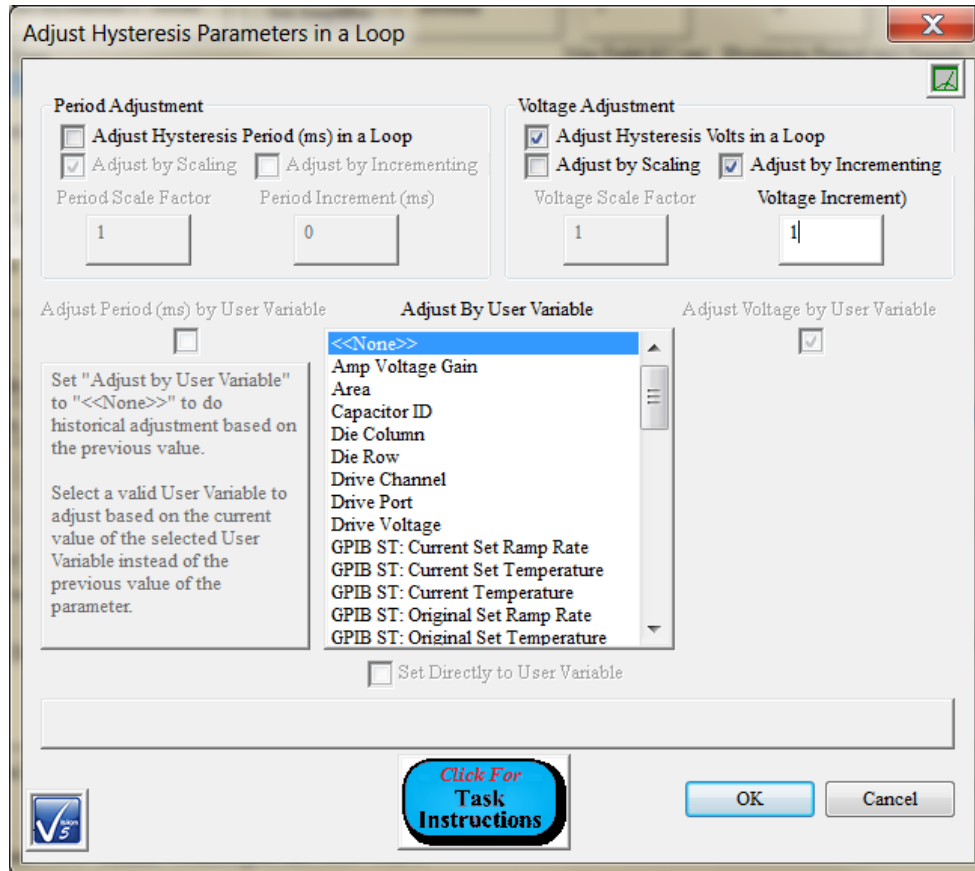 Adjust Hysteresis Parameters in a Loop
Period Adjustment
Adjust Hysteresis Period (ms) in a Loop
Adjust by Scaling Adjust by Incrementing
Period Scale Factor Period Increment (ms)
1 0
Voltage Adjustment
Adjust Hysteresis Volts in a Loop
Adjust by Scaling Adjust by Incrementing
Voltage Scale Factor Voltage Increment)
1 1
Adjust Period (ms) by User Variable
Adjust By User Variable
Adjust Voltage by User Variable
Set "Adjust by User Variable"
to "<<None>>" to do
historical adjustment based on
the previous value.
Select a valid User Variable to
adjust based on the current
value of the selected User
Variable instead of the
previous value of the
parameter.
<<None>>
Amp Voltage Gain
Area
Capacitor ID
Die Column
Die Row
Drive Channel
Drive Port
Drive Voltage
GPIB ST: Current Set Ramp Rate
GPIB ST: Current Set Temperature
GPIB ST: Current Temperature
GPIB ST: Original Set Ramp Rate
GPIB ST: Original Set Temperature
Set Directly to User Variable
Click For
Task
Instructions
Vision
5
OK
Cancel